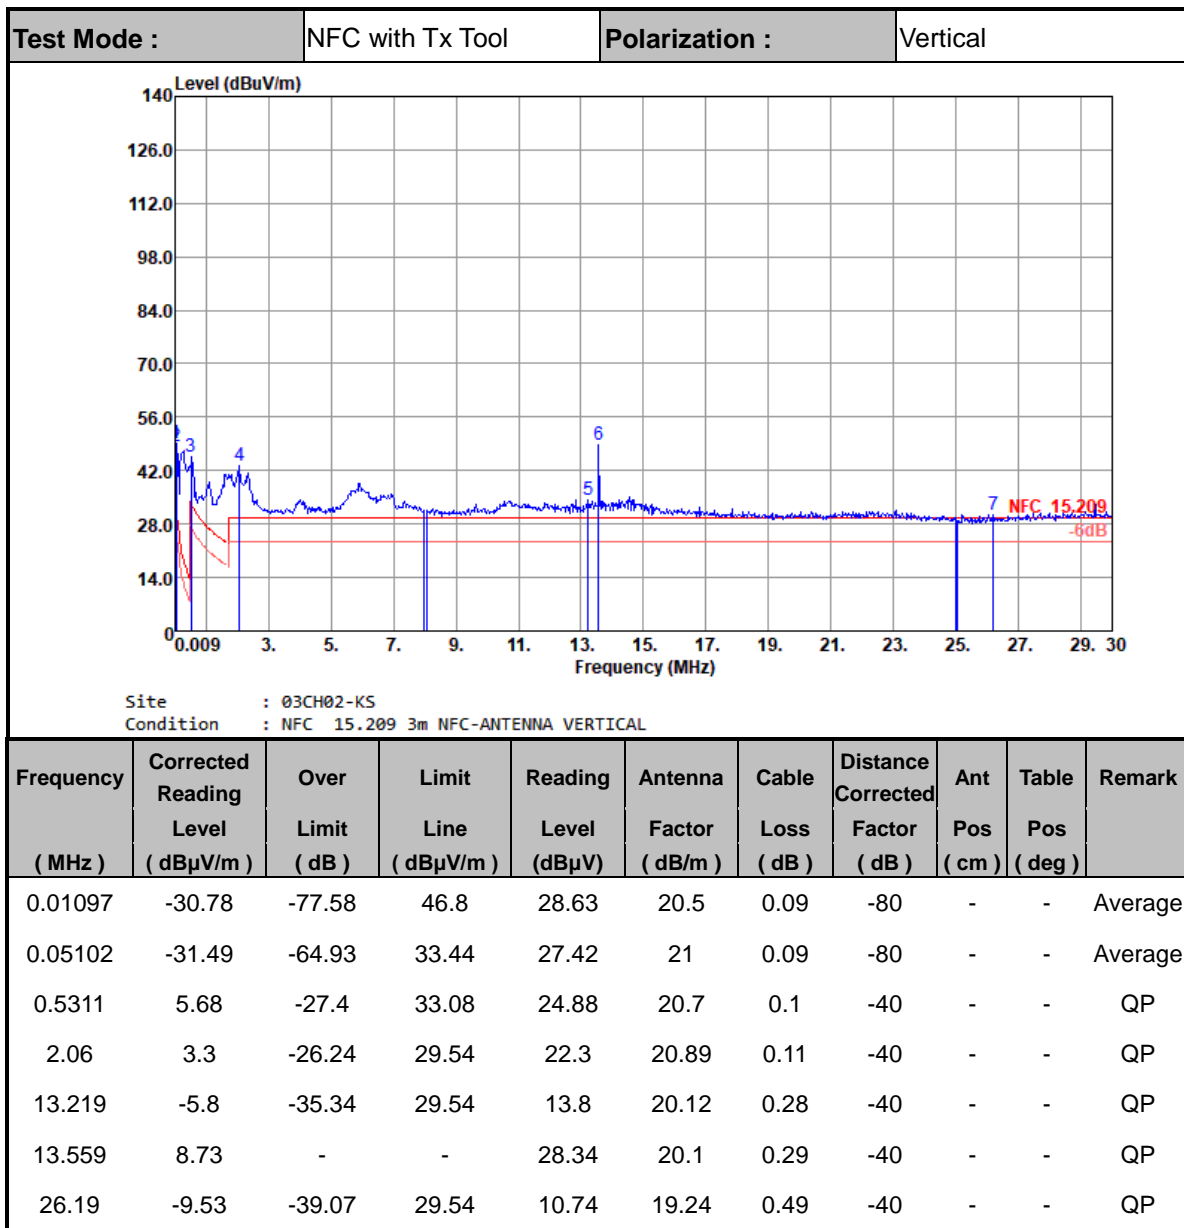 Test Mode : NFC with Tx Tool Polarization : Vertical
Level (dBuV/m)
140
126.0
112.0
98.0
84.0
70.0
56.0
42.0
28.0
14.0
0
2
3
4
5
6
7
NFC 15.209
-6dB
0.009 3. 5. 7. 9. 11. 13. 15. 17. 19. 21. 23. 25. 27. 29. 30
Frequency (MHz)
Site : 03CH02-KS
Condition : NFC 15.209 3m NFC-ANTENNA VERTICAL
Frequency Corrected Reading Over Limit Reading Antenna Cable Distance Corrected Ant Table Remark
Level Limit Line Level Factor Loss Factor Pos Pos
( MHz ) ( dBµV/m ) ( dB ) ( dBµV/m ) (dBµV) ( dB/m ) ( dB ) ( dB ) ( cm ) ( deg )
0.01097 -30.78 -77.58 46.8 28.63 20.5 0.09 -80 - - Average
0.05102 -31.49 -64.93 33.44 27.42 21 0.09 -80 - - Average
0.5311 5.68 -27.4 33.08 24.88 20.7 0.1 -40 - - QP
2.06 3.3 -26.24 29.54 22.3 20.89 0.11 -40 - - QP
13.219 -5.8 -35.34 29.54 13.8 20.12 0.28 -40 - - QP
13.559 8.73 - - 28.34 20.1 0.29 -40 - - QP
26.19 -9.53 -39.07 29.54 10.74 19.24 0.49 -40 - - QP